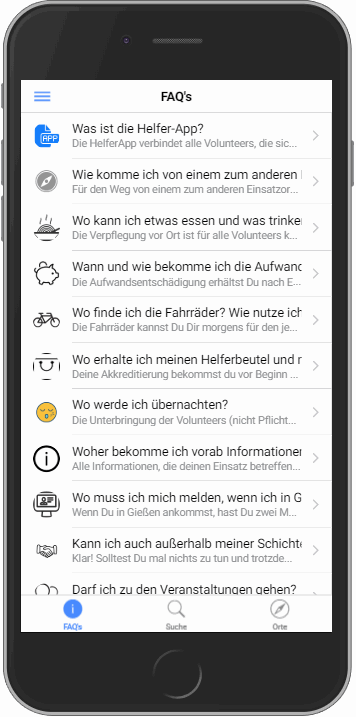 FAQ's
Was ist die Helfer-App?
APP
Die HelferApp verbindet alle Volunteers, die sic...
Wie komme ich von einem zum anderen
Für den Weg von einem zum anderen Einsatzor...
Wo kann ich etwas essen und was trinken
Die Verpflegung vor Ort ist für alle Volunteers k...
Wann und wie bekomme ich die Aufwand
Die Aufwandsentschädigung erhältst Du nach E...
Wo finde ich die Fahrräder? Wie nutze ich
Die Fahrräder kannst Du Dir morgens für den je...
Wo erhalte ich meinen Helferbeutel und
Deine Akkreditierung bekommst du vor Beginn ...
Wo werde ich übernachten?
Die Unterbringung der Volunteers (nicht Pflicht...
Woher bekomme ich vorab Informationen
Alle Informationen, die deinen Einsatz betreffen...
Wo muss ich mich melden, wenn ich in G
Wenn Du in Gießen ankommst, hast Du zwei M...
Kann ich auch außerhalb meiner Schichte
Klar! Solltest Du mal nichts zu tun und trotzde...
Darf ich zu den Veranstaltungen gehen?
FAQ's
Suche
Orte